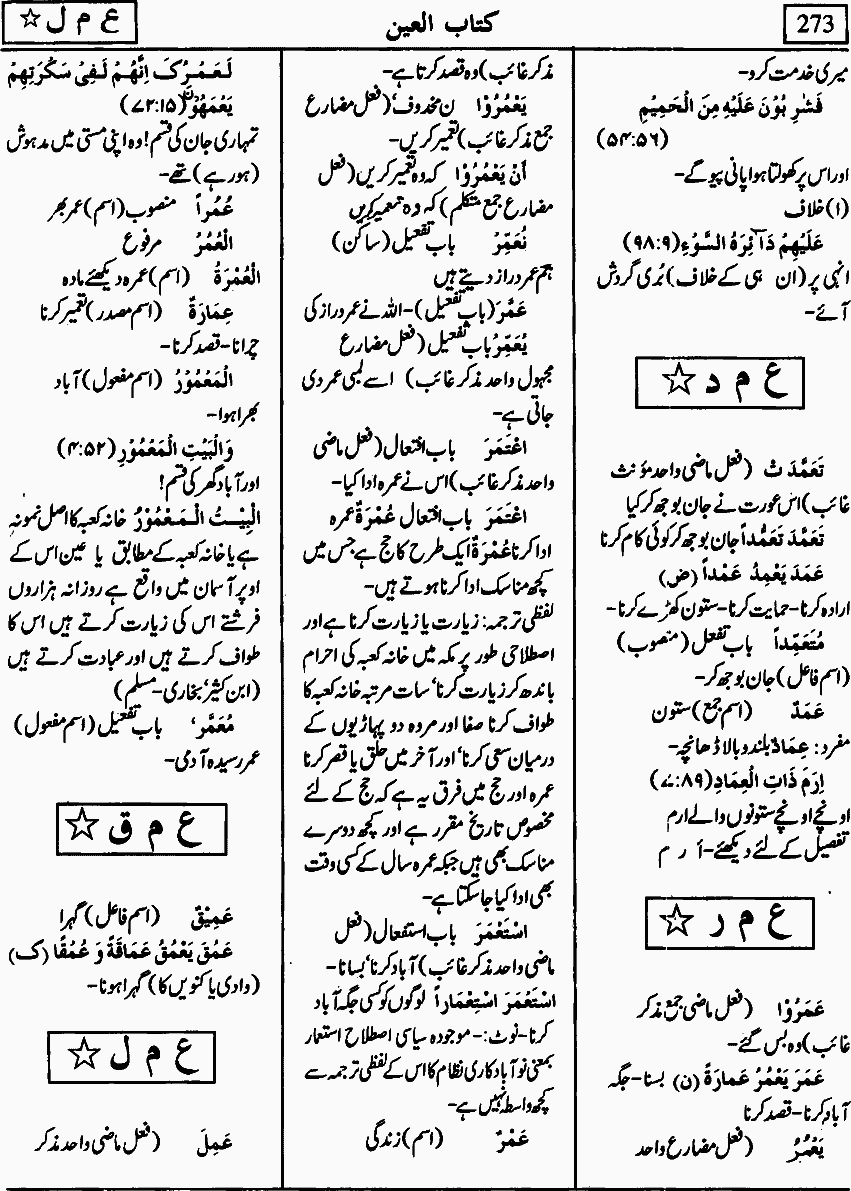 273
کتاب العین
ع م ل ☆
میری خدمت کرو-
فَشٰرِ بُوْنَ عَلَیْهِ مِنَ الْحَمِیْمِ
(۵۴:۵۶)
اوراس پر کھولتا ہوا پانی پیو گے-
(ا) خلاف
عَلَیْهِمْ دَآئِرَةُ السَّوْءِ (۹۸:۹)
انہی پر (ان ہی کے خلاف) بُری گردش
آئے-
ع م د ☆
تَعَمَّدَ تْ (فعل ماضی واحد مؤنث
غائب) اس عورت نے جان بوجھ کر کیا
تَعَمَّدَ تَعَمُّداً جان بوجھ کر کوئی کام کرنا
عَمَدَ یَعْمِدُ عَمْداً (ض)
ارادہ کرنا- حمایت کرنا- ستون کھڑے کرنا-
مُتَعَمِّداً باب تفعل (منصوب)
(اسم فاعل) جان بوجھ کر-
عَمَدٌ (اسم جمع) ستون
مفرد: عِمَادٌ بلند و بالا ڈھانچہ-
اِرَمَ ذَاتِ الْعِمَادِ (۷:۸۹)
اونچے اونچے ستونوں والے ارم
تفصیل کے لئے دیکھئے- أ ر م
ع م ر ☆
عَمَرُوْا (فعل ماضی جمع مذکر
غائب) وہ بس گئے-
عَمَرَ یَعْمُرُ عَمارَةً (ن) بسنا- جگہ
آباد کرنا- قصد کرنا
یَعْمُرُ (فعل مضارع واحد
مذکر غائب) وہ قصد کرتا ہے-
یَعْمُرُوْا ن محذوف، (فعل مضارع
جمع مذکر غائب) تعمیر کریں-
أَنْ یَعْمُرُوْا کہ وہ تعمیر کریں (فعل
مضارع جمع متکلم) کہ وہ تعمیر کریں
نُعَمِّرُ باب تفعیل (ساکن)
ہم عمر دراز دیتے ہیں
عَمَّرَ (باب تفعیل)- اللہ نے عمر دراز کی
یُعَمَّرُ باب تفعیل (فعل مضارع
مجہول واحد مذکر غائب) اسے لمبی عمر دی
جاتی ہے-
اعْتَمَرَ باب افتعال (فعل ماضی
واحد مذکر غائب) اس نے عمرہ ادا کیا-
اعْتَمَرَ باب افتعال عُمْرَةً عمرہ
ادا کرنا عُمْرَةٌ ایک طرح کا حج ہے جس میں
کچھ مناسک ادا کرنا ہوتے ہیں-
لفظی ترجمہ: زیارت یا زیارت کرنا ہے اور
اصطلاحی طور پر مکہ میں خانہ کعبہ کی احرام
باندھ کر زیارت کرنا، سات مرتبہ خانہ کعبہ کا
طواف کرنا صفا اور مروہ دو پہاڑیوں کے
درمیان سعی کرنا، اور آخر میں حلق یا قصر کرنا
عمرہ اور حج میں فرق یہ ہے کہ حج کے لئے
مخصوص تاریخ مقرر ہے اور کچھ دوسرے
مناسک بھی ہیں جبکہ عمرہ سال کے کسی وقت
بھی ادا کیا جا سکتا ہے-
اسْتَعْمَرَ باب استفعال (فعل
ماضی واحد مذکر غائب) آباد کرنا، بسانا-
اسْتَعْمَرَ اسْتِعْمَاراً لوگوں کو کسی جگہ آباد
کرنا- نوٹ:- موجودہ سیاسی اصطلاح استعمار
بمعنی نو آبادکاری نظام کا اس کے لفظی ترجمہ سے
کچھ واسطہ نہیں ہے-
عَمْرٌ (اسم) زندگی
لَعَمْرُکَ اِنَّهُمْ لَفِیْ سَکْرَتِهِمْ
یَعْمَهُوْنَ (۷۲:۱۵)
تمہاری جان کی قسم! وہ اپنی مستی میں مدہوش
(ہو رہے) تھے-
عُمُراً منصوب (اسم) عمر بھر
الْعُمُرُ مرفوع
الْعُمْرَةُ (اسم) عمرہ دیکھئے مادہ
عِمَارَةٌ (اسم مصدر) تعمیر کرنا
چرانا- قصد کرنا-
الْمَعْمُوْرُ (اسم مفعول) آباد
بھرا ہوا-
وَالْبَیْتِ الْمَعْمُوْرِ (۴:۵۲)
اور آباد گھر کی قسم!
الْبَیْتُ الْمَعْمُوْرُ خانہ کعبہ کا اصل نمونہ
ہے یا خانہ کعبہ کے مطابق یا عین اس کے
اوپر آسمان میں واقع ہے روزانہ ہزاروں
فرشتے اس کی زیارت کرتے ہیں اس کا
طواف کرتے ہیں اور عبادت کرتے ہیں
(ابن کثیر، بخاری- مسلم)
مُعَمَّر، باب تفعیل (اسم مفعول)
عمر رسیدہ آدمی-
ع م ق ☆
عَمِیْقٌ (اسم فاعل) گہرا
عَمُقَ یَعْمُقُ عَمَاقَةً وَ عُمْقًا (ک)
(وادی یا کنویں کا) گہرا ہونا-
ع م ل ☆
عَمِلَ (فعل ماضی واحد مذکر